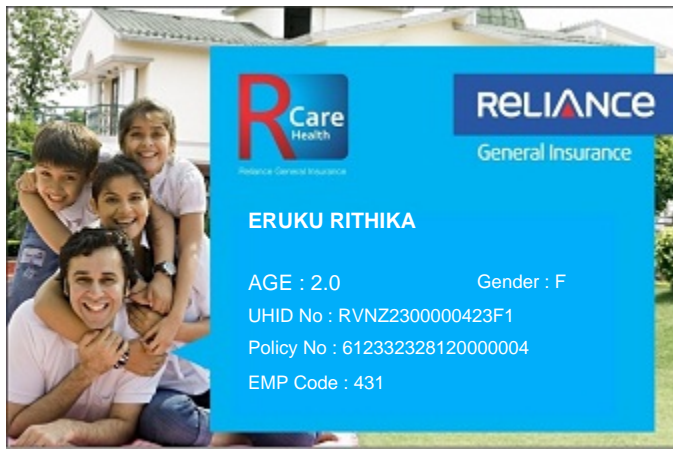 R Care
Health
Reliance General Insurance
RELIANCE
General Insurance
ERUKU RITHIKA
AGE : 2.0 Gender : F
UHID No : RVNZ2300000423F1
Policy No : 612332328120000004
EMP Code : 431